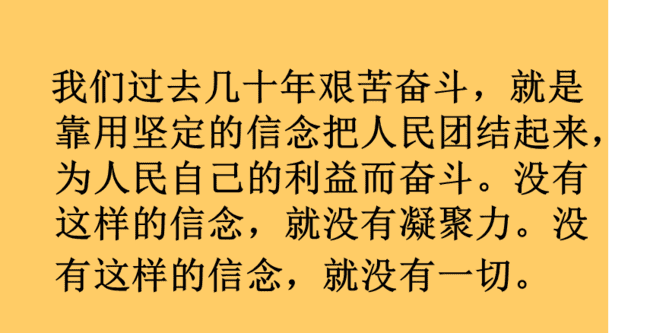 我们过去几十年艰苦奋斗，就是
靠用坚定的信念把人民团结起来，
为人民自己的利益而奋斗。没有
这样的信念，就没有凝聚力。没
有这样的信念，就没有一切。